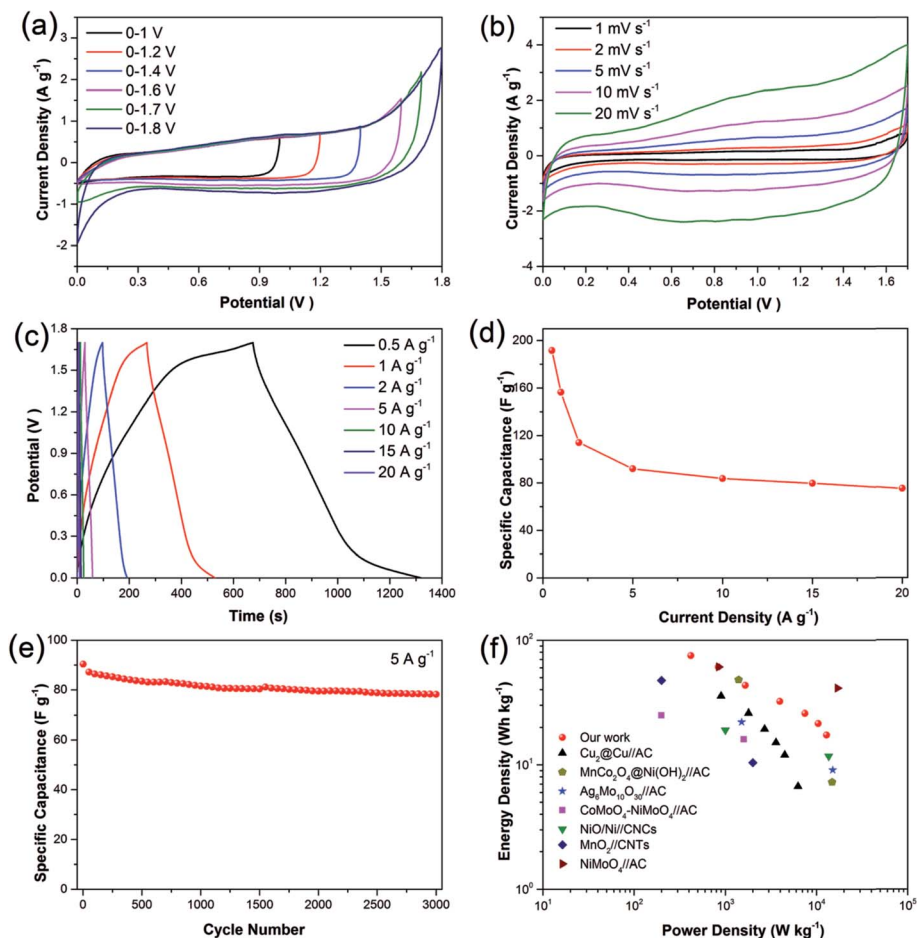 (a)
0-1 V
0-1.2 V
0-1.4 V
0-1.6 V
0-1.7 V
0-1.8 V
3
2
1
0
-1
-2
Current Density (A g⁻¹)
0.0 0.3 0.6 0.9 1.2 1.5 1.8
Potential (V )
(b)
1 mV s⁻¹
2 mV s⁻¹
5 mV s⁻¹
10 mV s⁻¹
20 mV s⁻¹
4
2
0
-2
-4
Current Density (A g⁻¹)
0.0 0.2 0.4 0.6 0.8 1.0 1.2 1.4 1.6
Potential (V )
(c)
0.5 A g⁻¹
1 A g⁻¹
2 A g⁻¹
5 A g⁻¹
10 A g⁻¹
15 A g⁻¹
20 A g⁻¹
1.8
1.5
1.2
0.9
0.6
0.3
0.0
Potential (V )
0 200 400 600 800 1000 1200 1400
Time (s)
(d)
200
160
120
80
40
0
Specific Capacitance (F g⁻¹)
0 5 10 15 20
Current Density (A g⁻¹)
(e)
5 A g⁻¹
100
80
60
40
20
0
Specific Capacitance (F g⁻¹)
0 500 1000 1500 2000 2500 3000
Cycle Number
(f)
Our work
Cu₂@Cu//AC
MnCo₂O₄@Ni(OH)₂//AC
Ag₆Mo₁₀O₃₀//AC
CoMoO₄-NiMoO₄//AC
NiO/Ni//CNCs
MnO₂//CNTs
NiMoO₄//AC
10²
10¹
10⁰
Energy Density (Wh kg⁻¹)
10¹ 10² 10³ 10⁴ 10⁵
Power Density (W kg⁻¹)